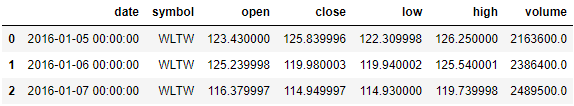 date symbol open close low high volume
0 2016-01-05 00:00:00 WLTW 123.430000 125.839996 122.309998 126.250000 2163600.0
1 2016-01-06 00:00:00 WLTW 125.239998 119.980003 119.940002 125.540001 2386400.0
2 2016-01-07 00:00:00 WLTW 116.379997 114.949997 114.930000 119.739998 2489500.0